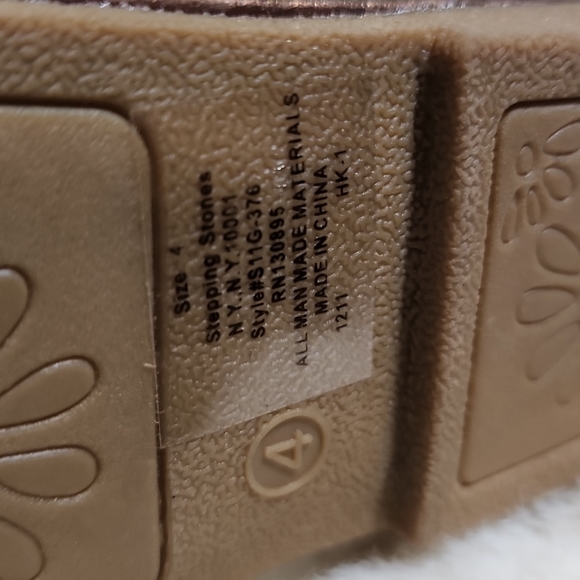 Size 4
Stepping Stones
N Y. N Y. 10001
Style#S11G-376
RN130895
ALL MAN MADE MATERIALS
MADE IN CHINA
1211 HK-1
4